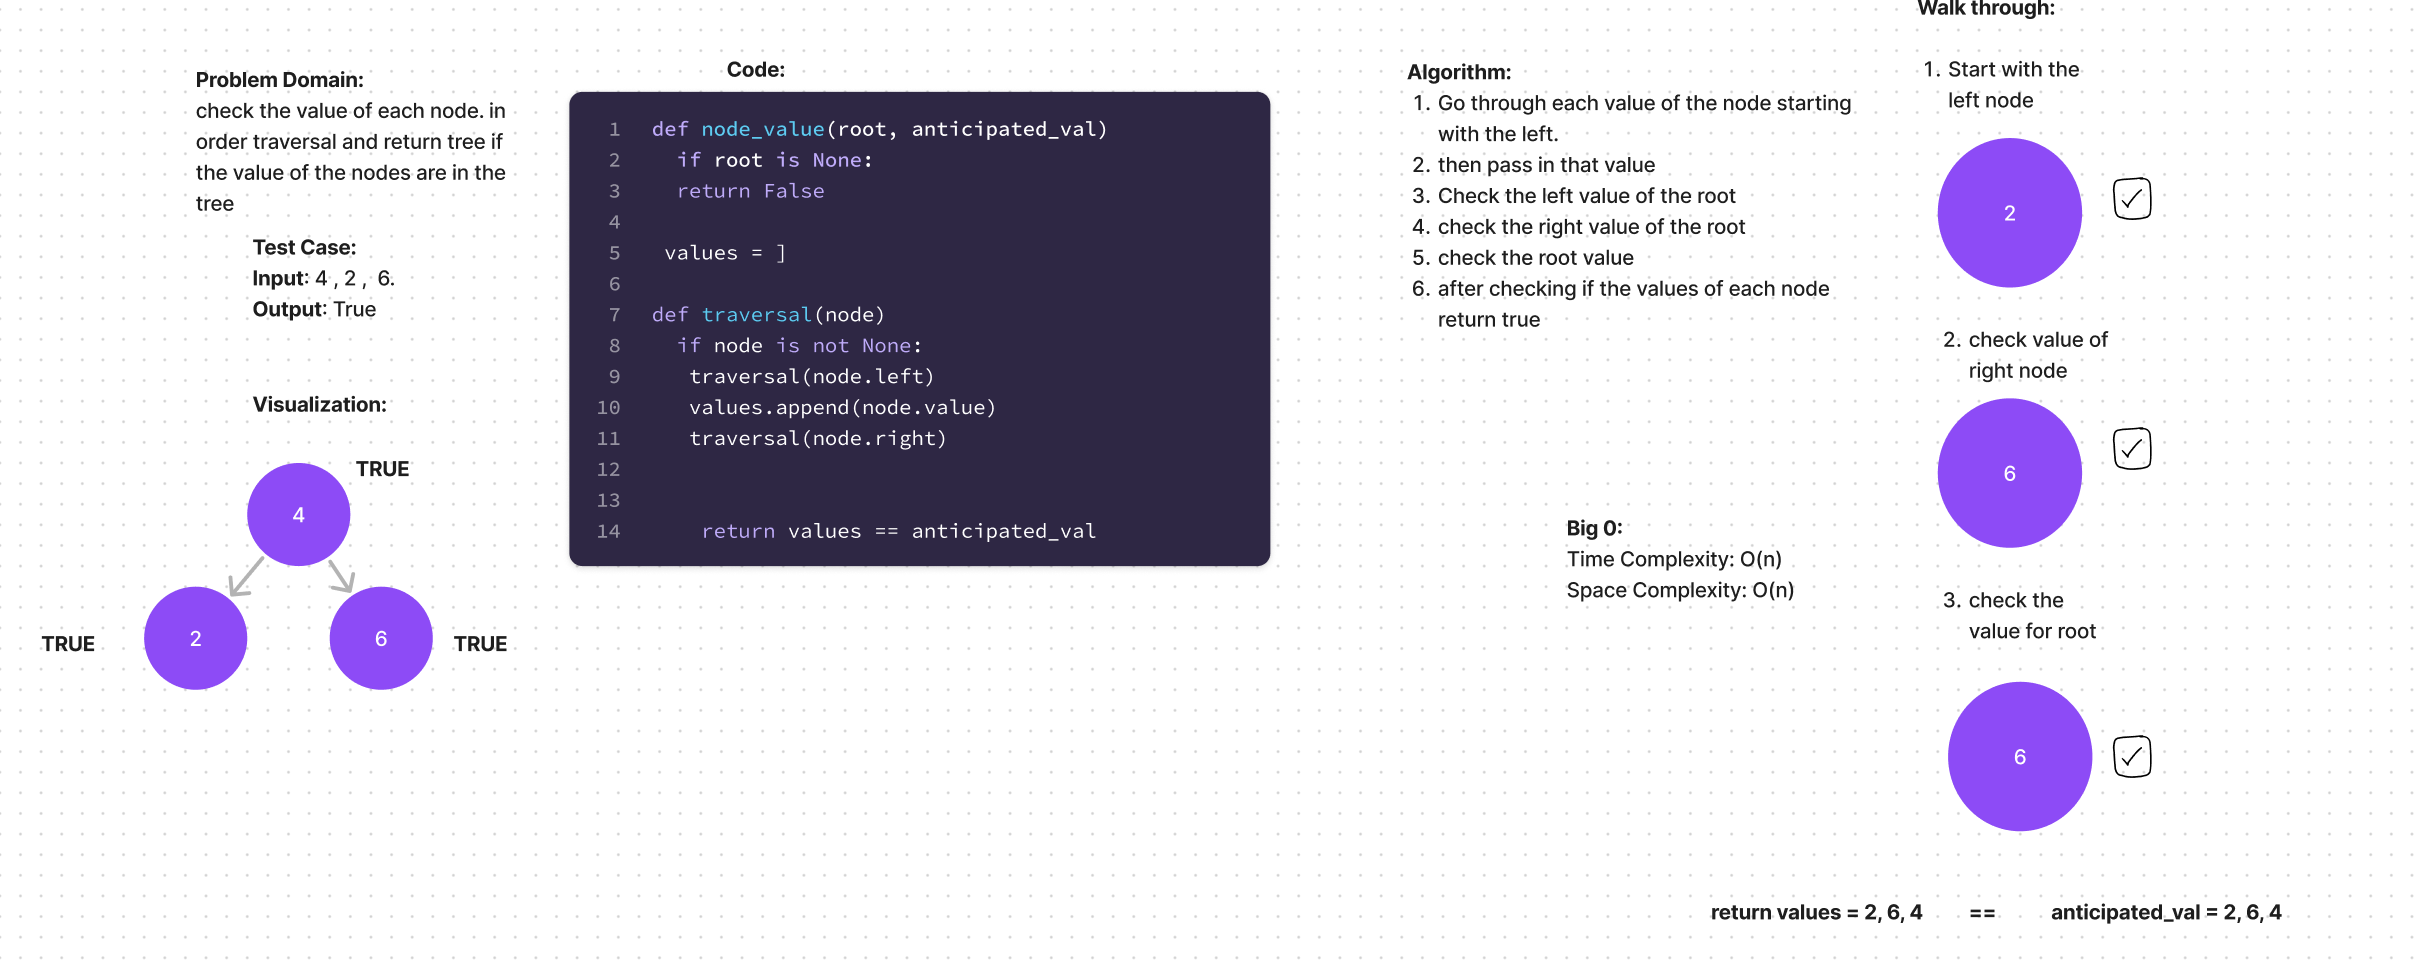 Problem Domain:
check the value of each node. in
order traversal and return tree if
the value of the nodes are in the
tree
Test Case:
Input: 4 , 2 ,  6.
Output: True
Visualization:
TRUE
4
TRUE
2
6
TRUE
Code:
1 def node_value(root, anticipated_val)
2 if root is None:
3 return False
4
5 values = ]
6
7 def traversal(node)
8 if node is not None:
9 traversal(node.left)
10 values.append(node.value)
11 traversal(node.right)
12
13
14 return values == anticipated_val
Algorithm:
1. Go through each value of the node starting
with the left.
2. then pass in that value
3. Check the left value of the root
4. check the right value of the root
5. check the root value
6. after checking if the values of each node
return true
Big 0:
Time Complexity: O(n)
Space Complexity: O(n)
Walk through:
1. Start with the
left node
2
2. check value of
right node
6
3. check the
value for root
6
return values = 2, 6, 4 == anticipated_val = 2, 6, 4